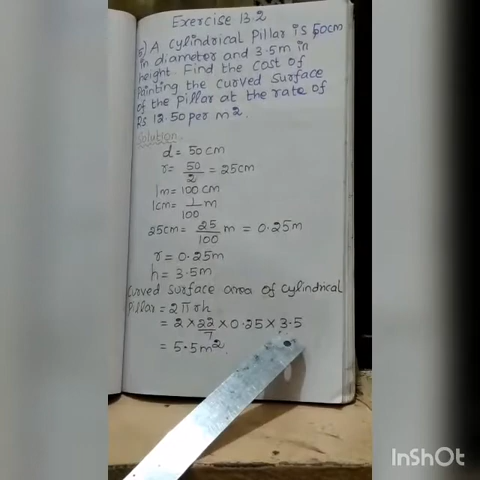 Exercise 13.2
5) A cylindrical Pillar is 50cm
in diameter and 3.5m in
height. Find the cost of
Painting the curved surface
of the pillar at the rate of
Rs 12.50 per m2.
Solution
d = 50 cm
r = 50/2 = 25cm
1m = 100 cm
1cm = 1/100 m
25cm = 25/100 m = 0.25m
r = 0.25m
h = 3.5m
Curved surface area of cylindrical
Pillar = 2πrh
= 2 × 22/7 × 0.25 × 3.5
= 5.5m2
InShOt